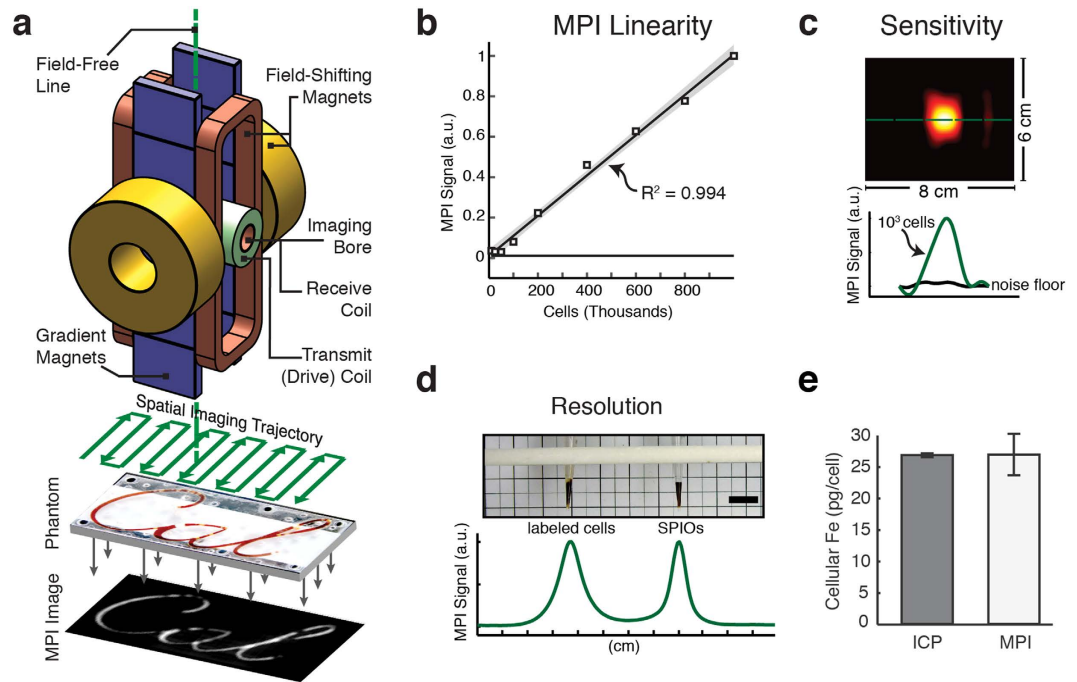 a
Field-Free
Line
Field-Shifting
Magnets
Imaging
Bore
Receive
Coil
Transmit
(Drive) Coil
Gradient
Magnets
Spatial Imaging Trajectory
Phantom
Cal
MPI Image
Cal
b
MPI Linearity
MPI Signal (a.u.)
1
0.8
0.6
0.4
0.2
0
R² = 0.994
0 200 400 600 800
Cells (Thousands)
c
Sensitivity
6 cm
8 cm
MPI Signal (a.u.)
10³ cells
noise floor
d
Resolution
labeled cells SPIOs
MPI Signal (a.u.)
(cm)
e
Cellular Fe (pg/cell)
30
25
20
15
10
5
0
ICP MPI